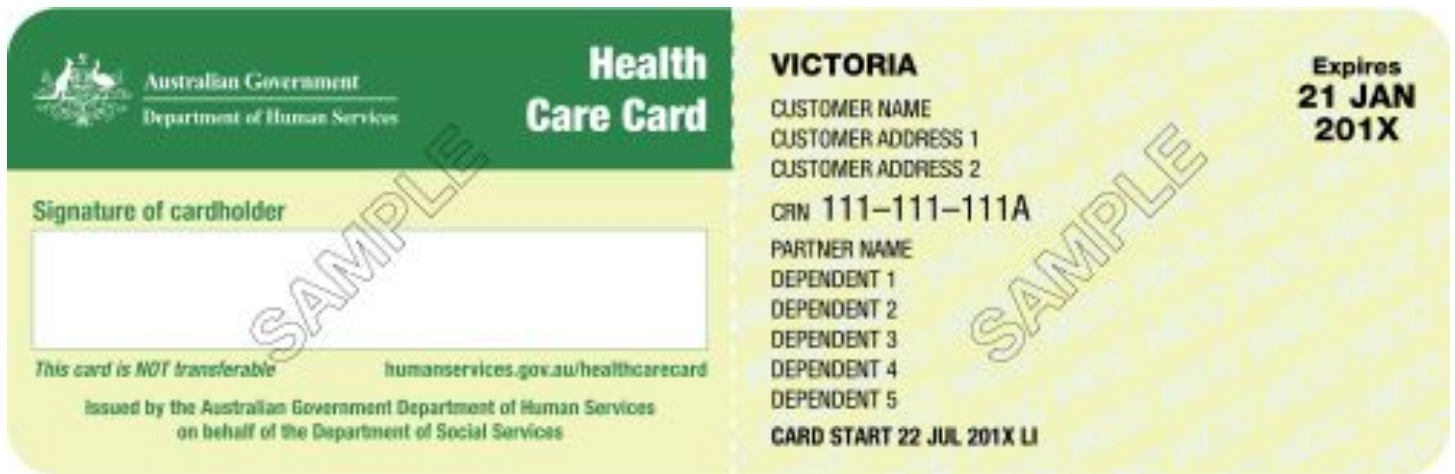 Australian Government
Department of Human Services
Health
Care Card
Signature of cardholder
SAMPLE
This card is NOT transferable
humanservices.gov.au/healthcarecard
Issued by the Australian Government Department of Human Services
on behalf of the Department of Social Services
VICTORIA
CUSTOMER NAME
CUSTOMER ADDRESS 1
CUSTOMER ADDRESS 2
CRN 111-111-111A
PARTNER NAME
DEPENDENT 1
DEPENDENT 2
DEPENDENT 3
DEPENDENT 4
DEPENDENT 5
CARD START 22 JUL 201X LI
Expires
21 JAN
201X
SAMPLE